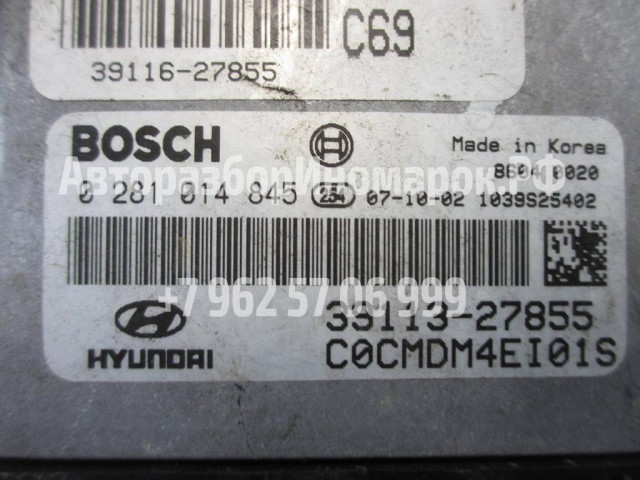 C69
39116-27855
BOSCH
Made in Korea
8604 0020
АвторазборИномарок.РФ
0 281 014 845 254 07-10-02 1039S25402
+7 962 57 06 999
39113-27855
HYUNDAI C0CMDM4EI01S